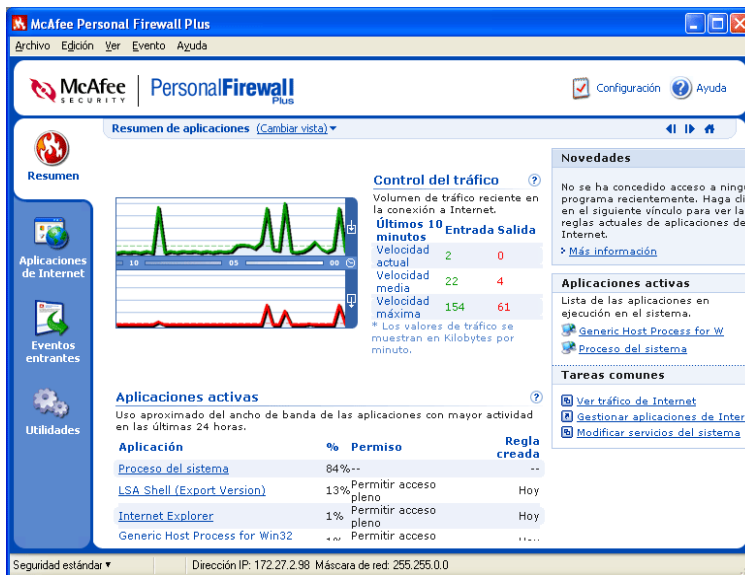 McAfee Personal Firewall Plus
Archivo Edición Ver Evento Ayuda
McAfee
SECURITY
PersonalFirewall
Plus
Configuración
Ayuda
Resumen de aplicaciones (Cambiar vista)
Resumen
Aplicaciones
de Internet
Eventos
entrantes
Utilidades
10 05 00
Control del tráfico
Volumen de tráfico reciente en
la conexión a Internet.
Últimos 10
minutos Entrada Salida
Velocidad
actual 2 0
Velocidad
media 22 4
Velocidad
máxima 154 61
* Los valores de tráfico se
muestran en Kilobytes por
minuto.
Aplicaciones activas
Uso aproximado del ancho de banda de las aplicaciones con mayor actividad
en las últimas 24 horas.
Aplicación % Permiso Regla
creada
Proceso del sistema 84% -- --
LSA Shell (Export Version) 13% Permitir acceso
pleno Hoy
Internet Explorer 1% Permitir acceso
pleno Hoy
Generic Host Process for Win32 Permitir acceso
Novedades
No se ha concedido acceso a ningu
programa recientemente. Haga cli
en el siguiente vínculo para ver la
reglas actuales de aplicaciones de
Internet.
Más información
Aplicaciones activas
Lista de las aplicaciones en
ejecución en el sistema.
Generic Host Process for W
Proceso del sistema
Tareas comunes
Ver tráfico de Internet
Gestionar aplicaciones de Inter
Modificar servicios del sistema
Seguridad estándar
Dirección IP: 172.27.2.98 Máscara de red: 255.255.0.0